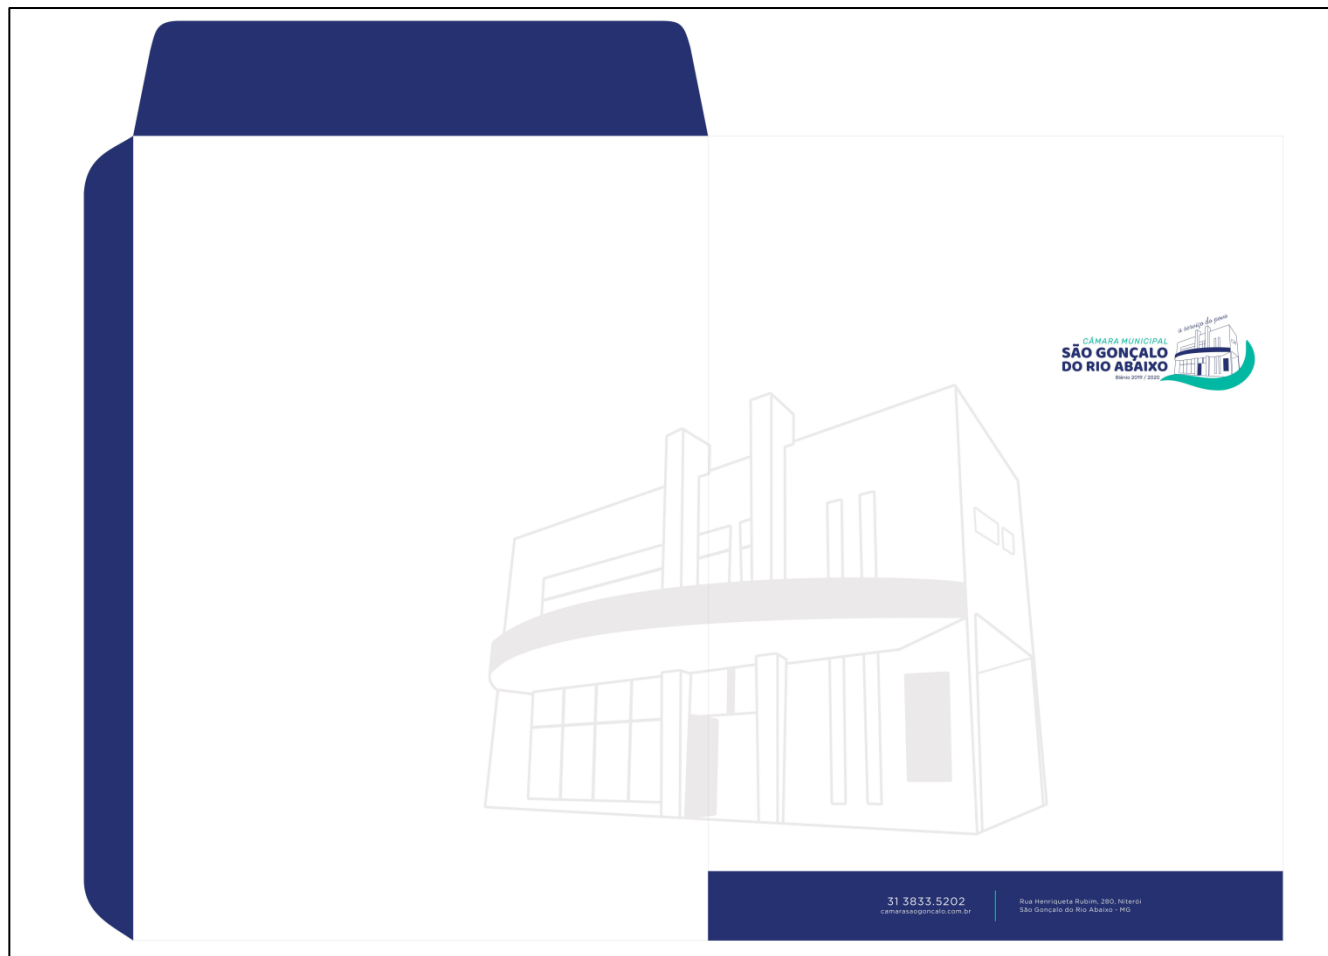 a serviço do povo
CÂMARA MUNICIPAL
SÃO GONÇALO
DO RIO ABAIXO
Biênio 2019 / 2020
31 3833.5202
camarasaogoncalo.com.br
Rua Henriqueta Rubim, 280, Niterói
São Gonçalo do Rio Abaixo - MG